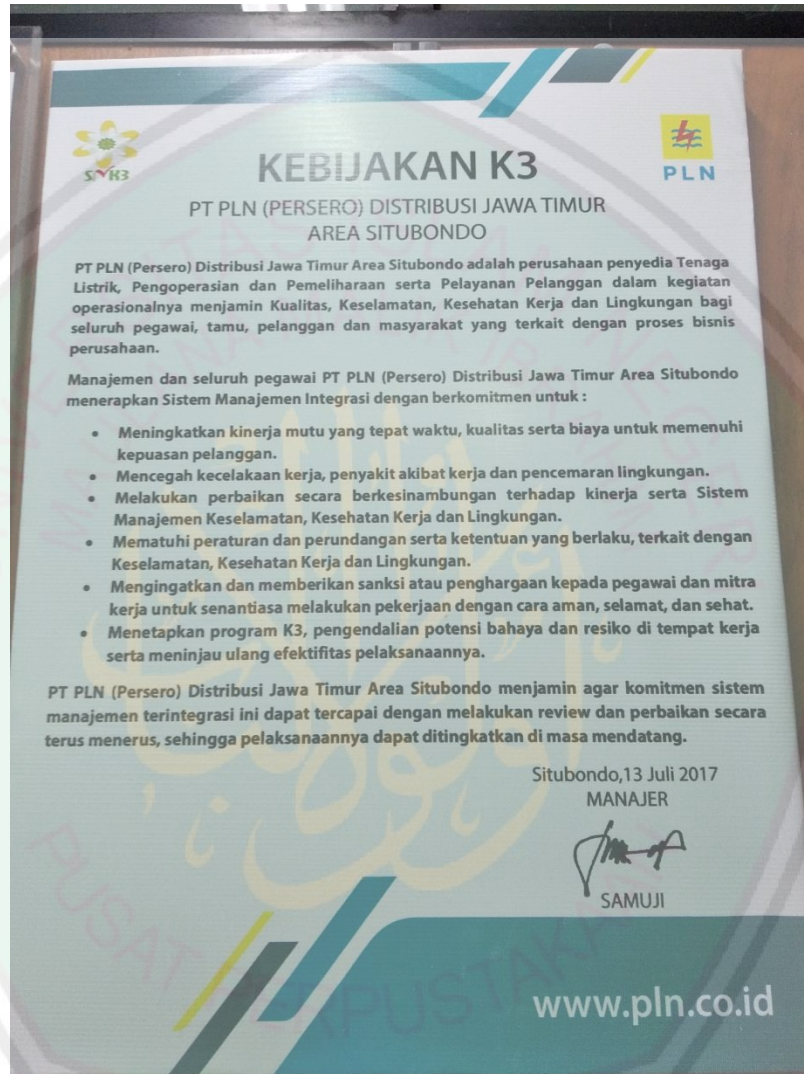 SMK3
KEBIJAKAN K3
PLN
PT PLN (PERSERO) DISTRIBUSI JAWA TIMUR
AREA SITUBONDO
PT PLN (Persero) Distribusi Jawa Timur Area Situbondo adalah perusahaan penyedia Tenaga
Listrik, Pengoperasian dan Pemeliharaan serta Pelayanan Pelanggan dalam kegiatan
operasionalnya menjamin Kualitas, Keselamatan, Kesehatan Kerja dan Lingkungan bagi
seluruh pegawai, tamu, pelanggan dan masyarakat yang terkait dengan proses bisnis
perusahaan.
Manajemen dan seluruh pegawai PT PLN (Persero) Distribusi Jawa Timur Area Situbondo
menerapkan Sistem Manajemen Integrasi dengan berkomitmen untuk :
• Meningkatkan kinerja mutu yang tepat waktu, kualitas serta biaya untuk memenuhi
kepuasan pelanggan.
• Mencegah kecelakaan kerja, penyakit akibat kerja dan pencemaran lingkungan.
• Melakukan perbaikan secara berkesinambungan terhadap kinerja serta Sistem
Manajemen Keselamatan, Kesehatan Kerja dan Lingkungan.
• Mematuhi peraturan dan perundangan serta ketentuan yang berlaku, terkait dengan
Keselamatan, Kesehatan Kerja dan Lingkungan.
• Mengingatkan dan memberikan sanksi atau penghargaan kepada pegawai dan mitra
kerja untuk senantiasa melakukan pekerjaan dengan cara aman, selamat, dan sehat.
• Menetapkan program K3, pengendalian potensi bahaya dan resiko di tempat kerja
serta meninjau ulang efektifitas pelaksanaannya.
PT PLN (Persero) Distribusi Jawa Timur Area Situbondo menjamin agar komitmen sistem
manajemen terintegrasi ini dapat tercapai dengan melakukan review dan perbaikan secara
terus menerus, sehingga pelaksanaannya dapat ditingkatkan di masa mendatang.
Situbondo,13 Juli 2017
MANAJER
SAMUJI
www.pln.co.id
PUSAT PERPUSTAKAAN